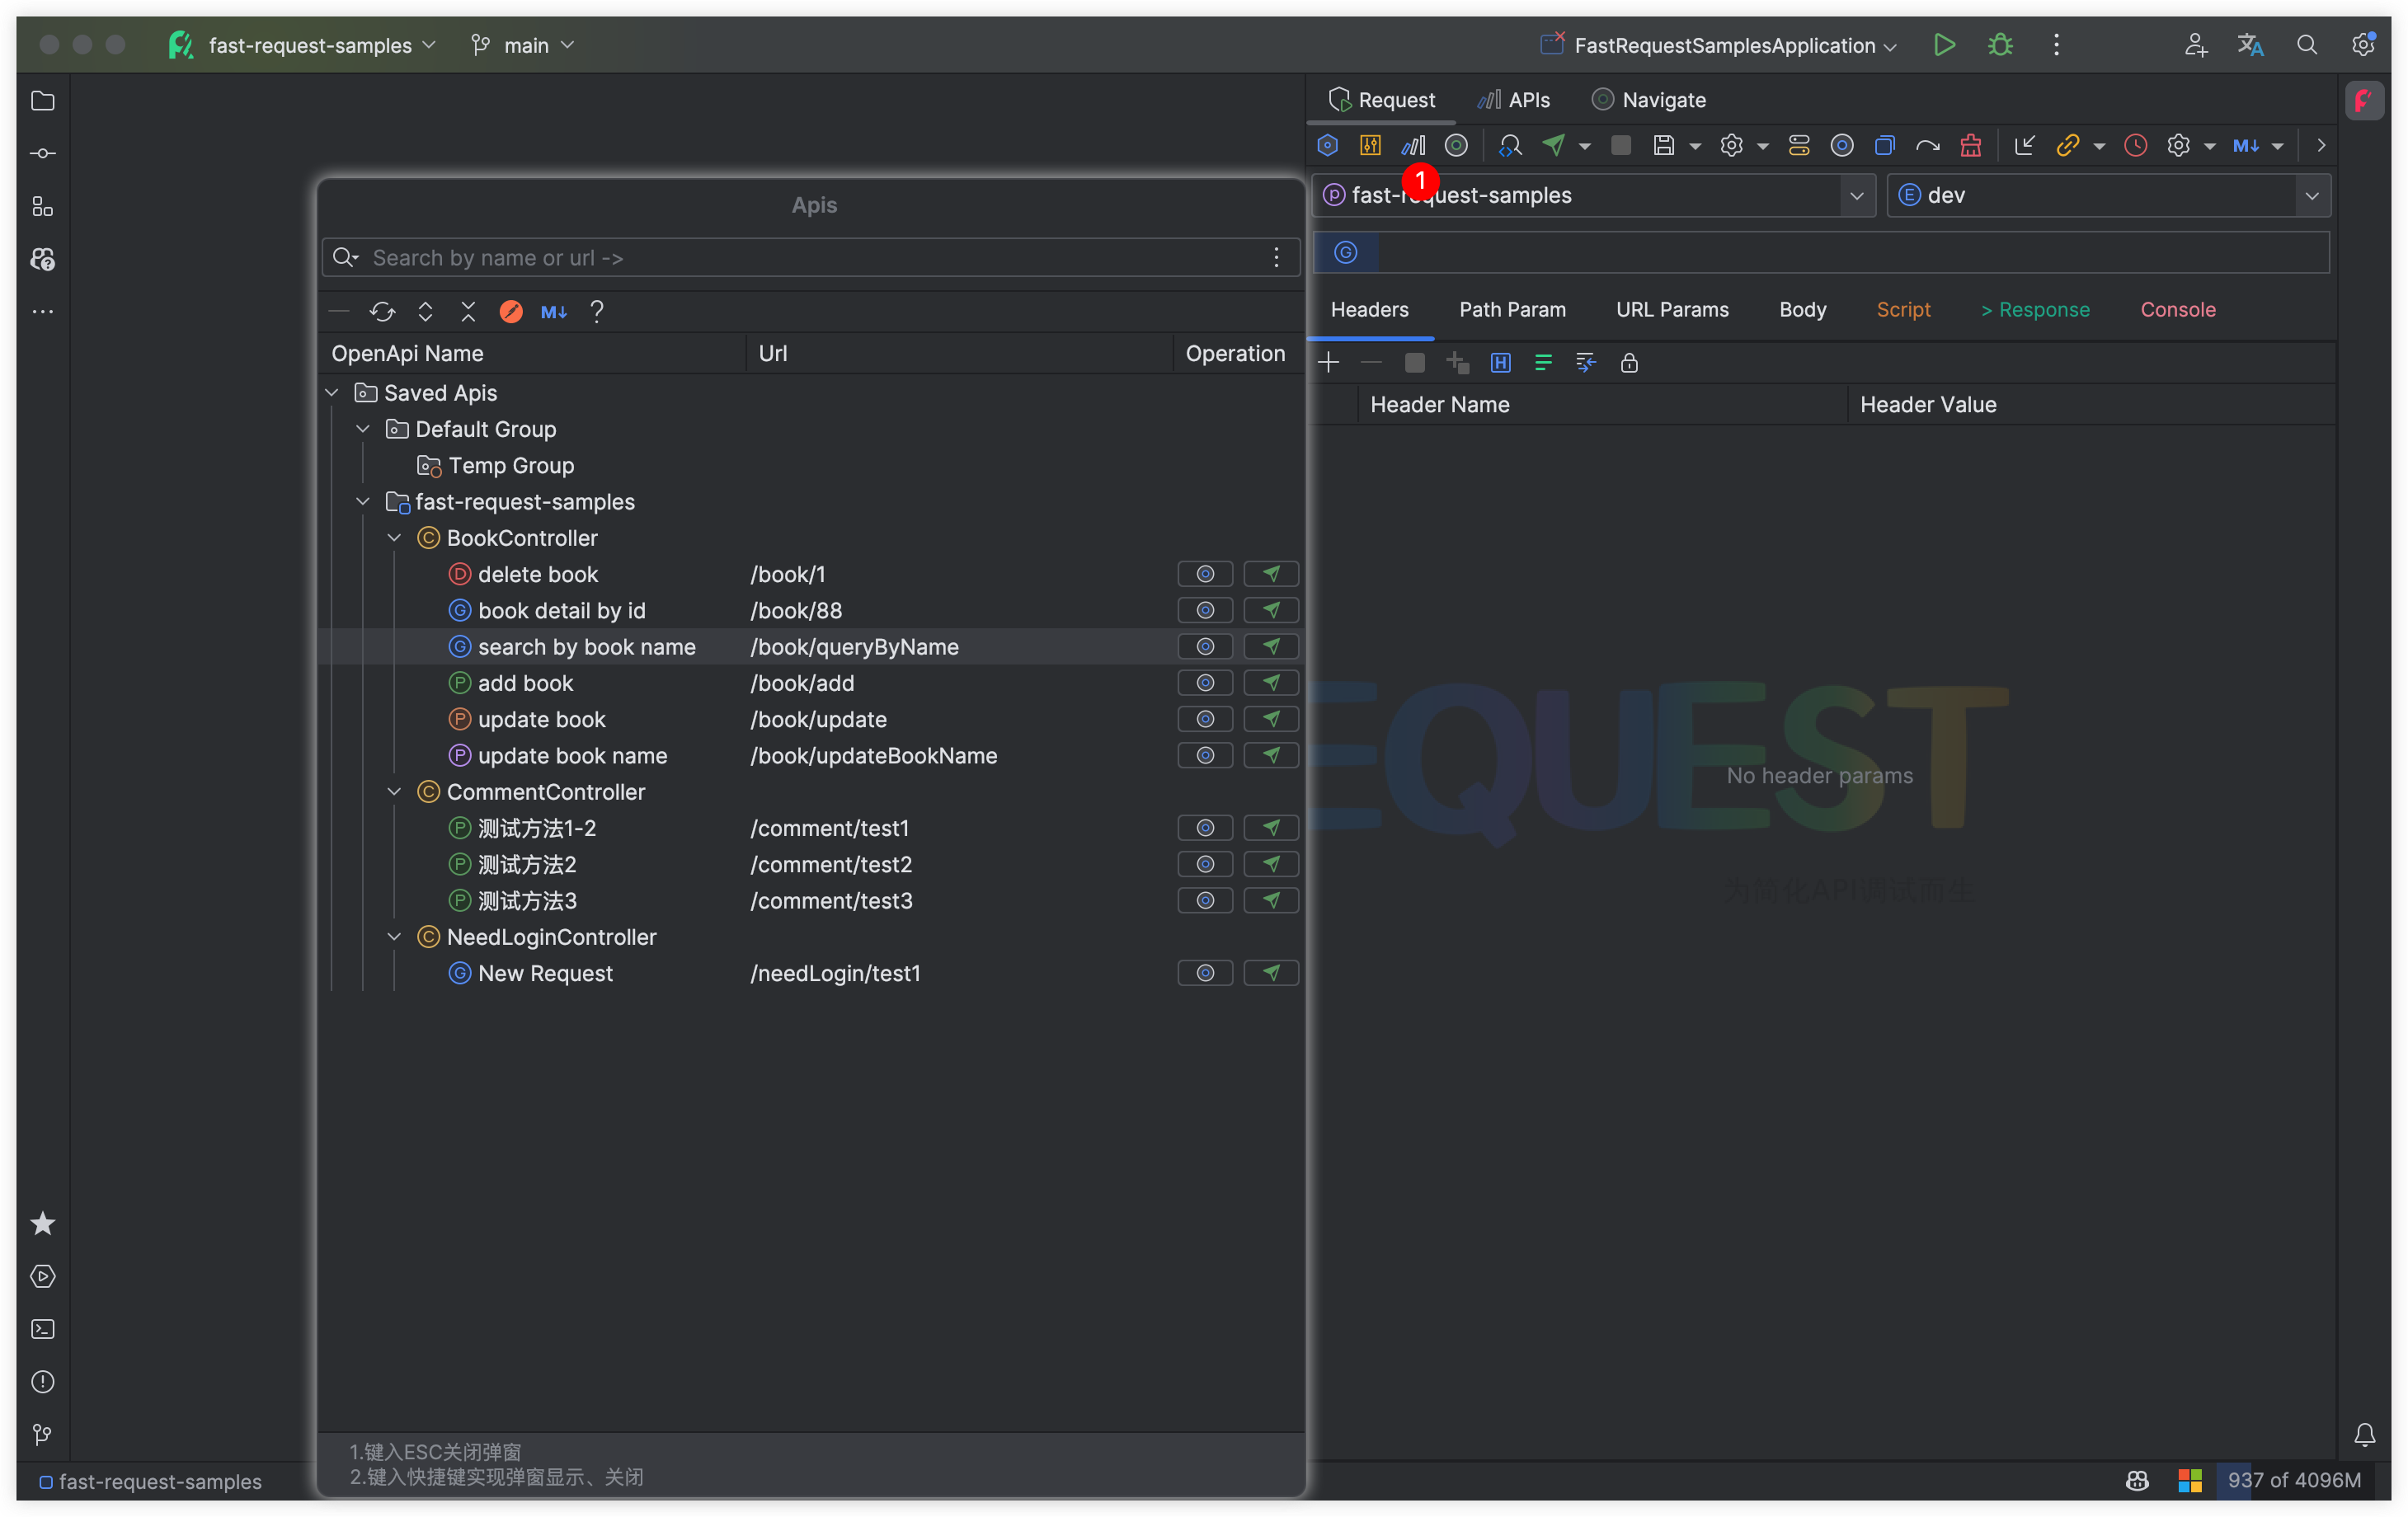 fast-request-samples
main
FastRequestSamplesApplication
Request
APIs
Navigate
M↓
1
fast-request-samples
dev
Headers
Path Param
URL Params
Body
Script
> Response
Console
Header Name
Header Value
EQUEST
No header params
为简化API调试而生
Apis
Search by name or url ->
M↓
?
OpenApi Name
Url
Operation
Saved Apis
Default Group
Temp Group
fast-request-samples
BookController
delete book /book/1
book detail by id /book/88
search by book name /book/queryByName
add book /book/add
update book /book/update
update book name /book/updateBookName
CommentController
测试方法1-2 /comment/test1
测试方法2 /comment/test2
测试方法3 /comment/test3
NeedLoginController
New Request /needLogin/test1
1.键入ESC关闭弹窗
2.键入快捷键实现弹窗显示、关闭
fast-request-samples
937 of 4096M